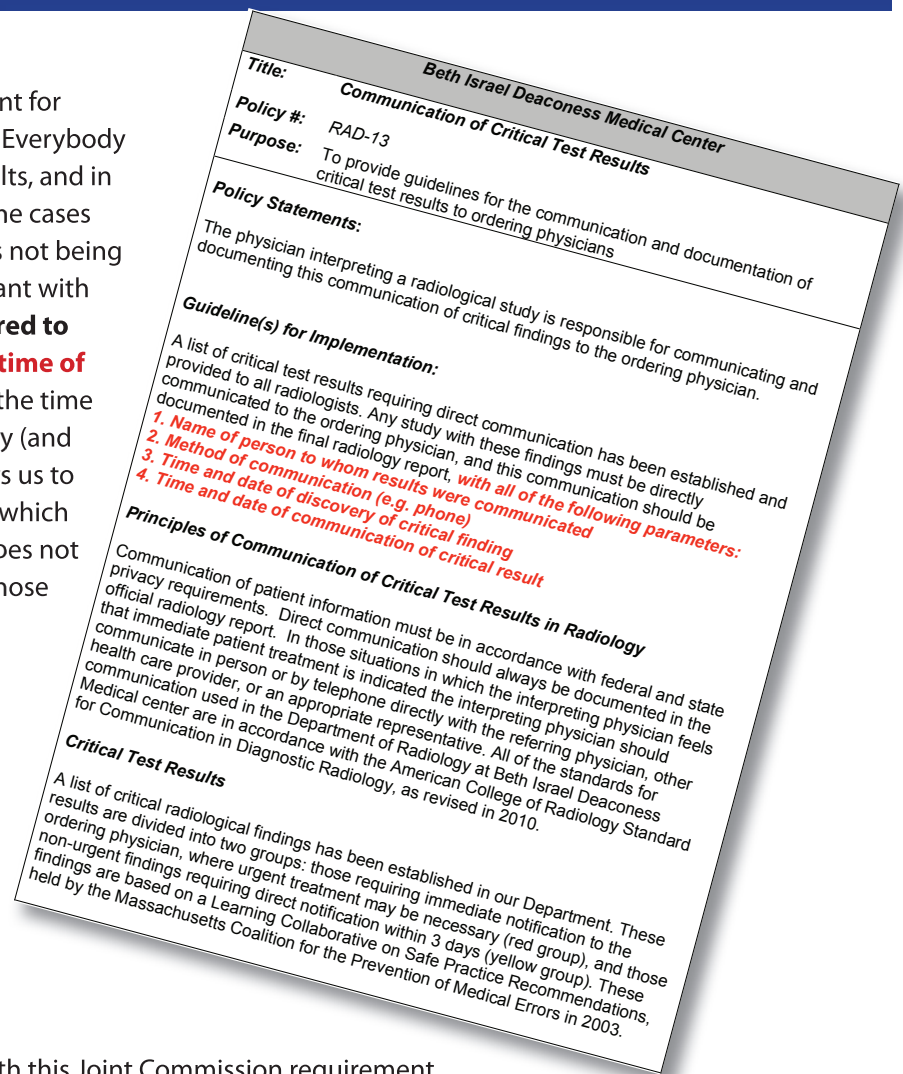 nt for
Everybody
lts, and in
ne cases
s not being
ant with
red to
time of
the time
y (and
s us to
which
oes not
hose
Beth Israel Deaconess Medical Center
Title: Communication of Critical Test Results
Policy #: RAD-13
Purpose: To provide guidelines for the communication and documentation of
critical test results to ordering physicians
Policy Statements:
The physician interpreting a radiological study is responsible for communicating and
documenting this communication of critical findings to the ordering physician.
Guideline(s) for Implementation:
A list of critical test results requiring direct communication has been established and
provided to all radiologists. Any study with these findings must be directly
communicated to the ordering physician, and this communication should be
documented in the final radiology report, with all of the following parameters:
1. Name of person to whom results were communicated
2. Method of communication (e.g. phone)
3. Time and date of discovery of critical finding
4. Time and date of communication of critical result
Principles of Communication of Critical Test Results in Radiology
Communication of patient information must be in accordance with federal and state
privacy requirements. Direct communication should always be documented in the
official radiology report. In those situations in which the interpreting physician feels
that immediate patient treatment is indicated the interpreting physician should
communicate in person or by telephone directly with the referring physician, other
health care provider, or an appropriate representative. All of the standards for
communication used in the Department of Radiology at Beth Israel Deaconess
Medical center are in accordance with the American College of Radiology Standard
for Communication in Diagnostic Radiology, as revised in 2010.
Critical Test Results
A list of critical radiological findings has been established in our Department. These
results are divided into two groups: those requiring immediate notification to the
ordering physician, where urgent treatment may be necessary (red group), and those
non-urgent findings requiring direct notification within 3 days (yellow group). These
findings are based on a Learning Collaborative on Safe Practice Recommendations,
held by the Massachusetts Coalition for the Prevention of Medical Errors in 2003.
th this Joint Commission requirement